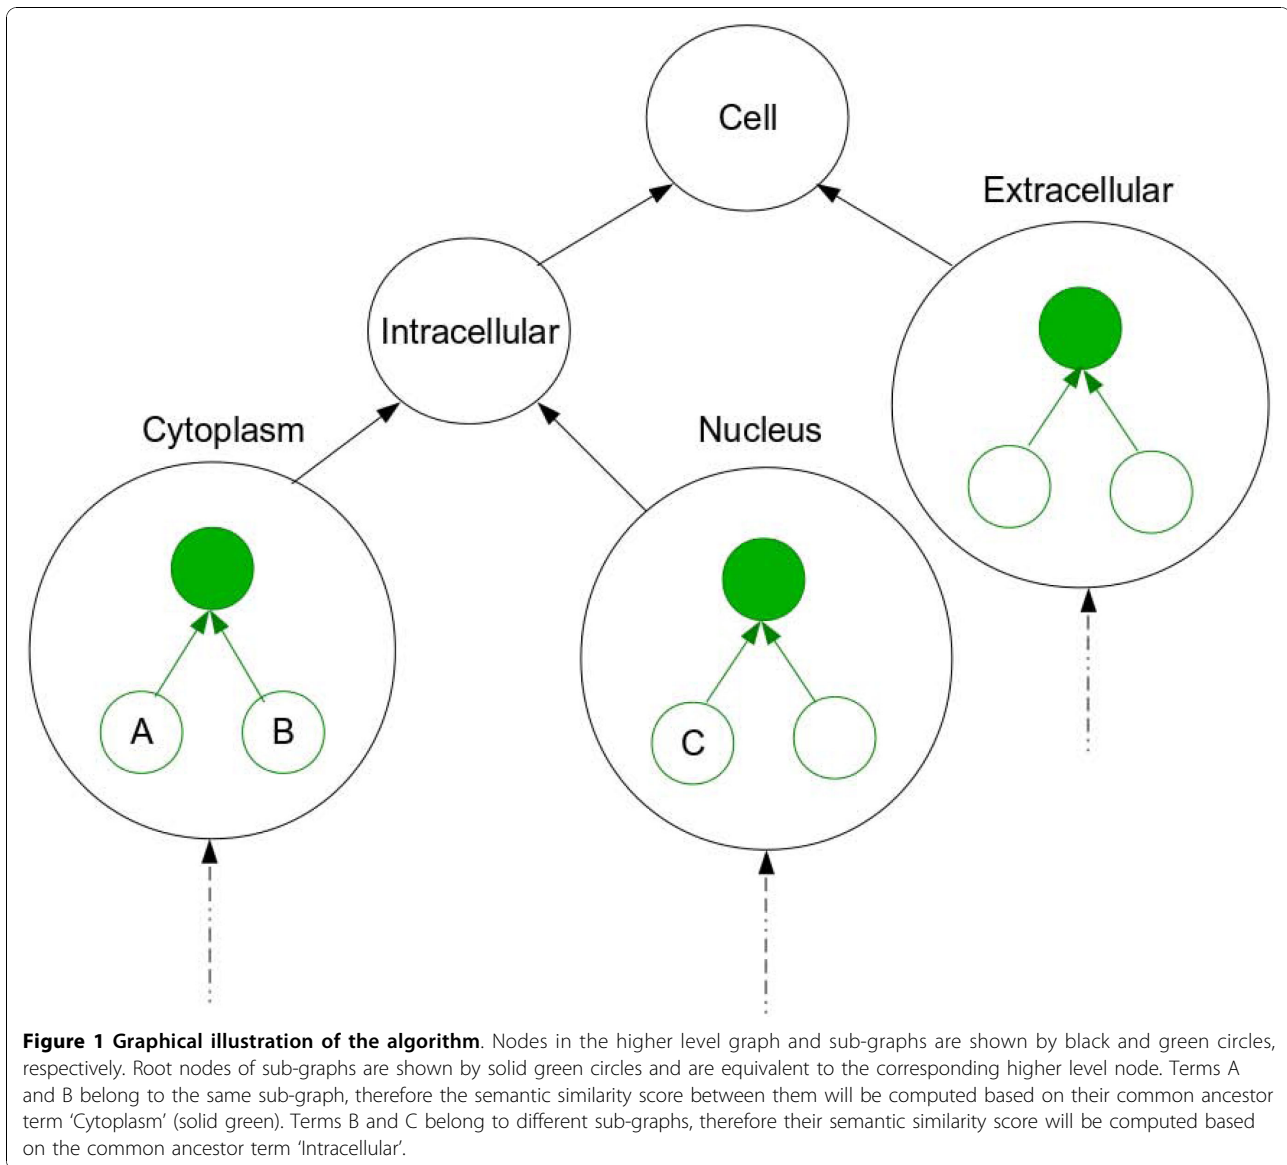 Cell
Extracellular
Intracellular
Cytoplasm
Nucleus
A
B
C
Figure 1 Graphical illustration of the algorithm. Nodes in the higher level graph and sub-graphs are shown by black and green circles,
respectively. Root nodes of sub-graphs are shown by solid green circles and are equivalent to the corresponding higher level node. Terms A
and B belong to the same sub-graph, therefore the semantic similarity score between them will be computed based on their common ancestor
term ‘Cytoplasm’ (solid green). Terms B and C belong to different sub-graphs, therefore their semantic similarity score will be computed based
on the common ancestor term ‘Intracellular’.